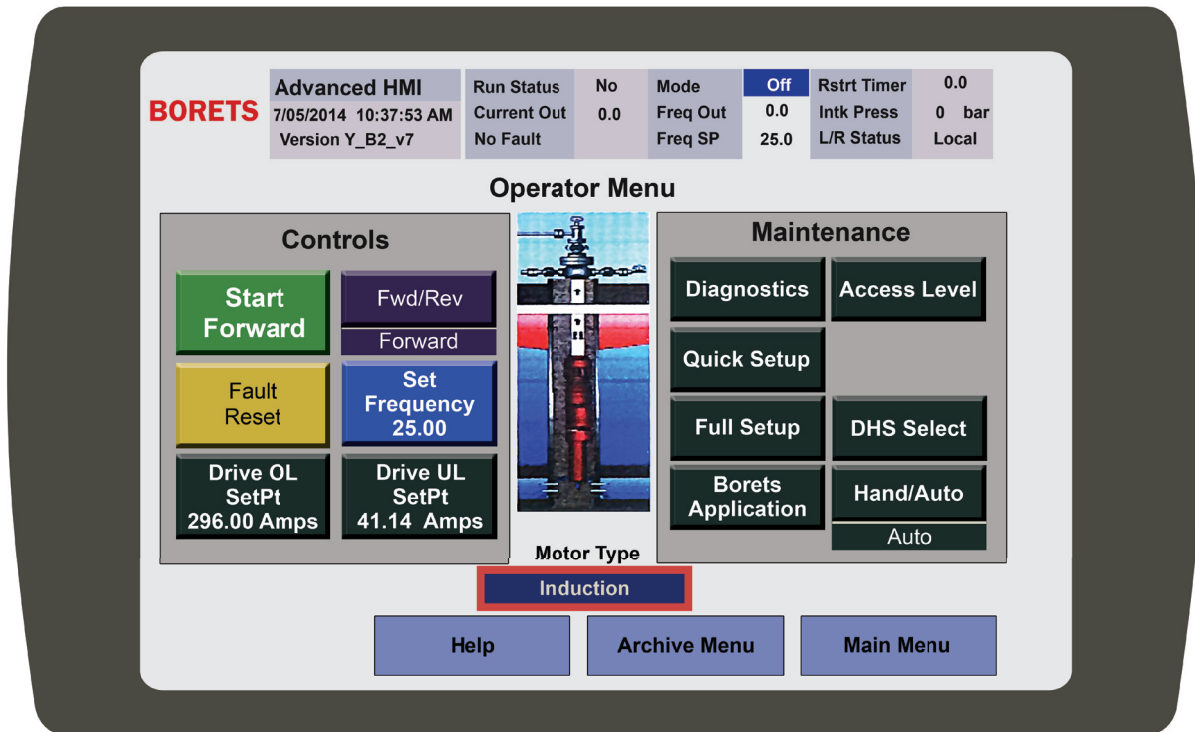 BORETS
Advanced HMI
7/05/2014 10:37:53 AM
Version Y_B2_v7
Run Status No
Current Out 0.0
No Fault
Mode Off
Freq Out 0.0
Freq SP 25.0
Rstrt Timer 0.0
Intk Press 0 bar
L/R Status Local
Operator Menu
Controls
Start
Forward
Fwd/Rev
Forward
Fault
Reset
Set
Frequency
25.00
Drive OL
SetPt
296.00 Amps
Drive UL
SetPt
41.14 Amps
Maintenance
Diagnostics
Access Level
Quick Setup
Full Setup
DHS Select
Borets
Application
Hand/Auto
Auto
Motor Type
Induction
Help
Archive Menu
Main Menu